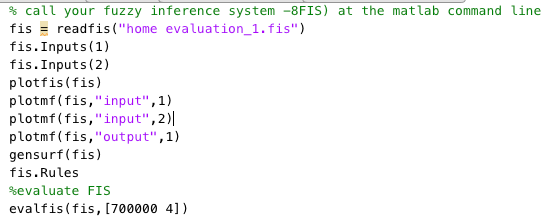 % call your fuzzy inference system -8FIS) at the matlab command line
fis = readfis("home evaluation_1.fis")
fis.Inputs(1)
fis.Inputs(2)
plotfis(fis)
plotmf(fis,"input",1)
plotmf(fis,"input",2)
plotmf(fis,"output",1)
gensurf(fis)
fis.Rules
%evaluate FIS
evalfis(fis,[700000 4])